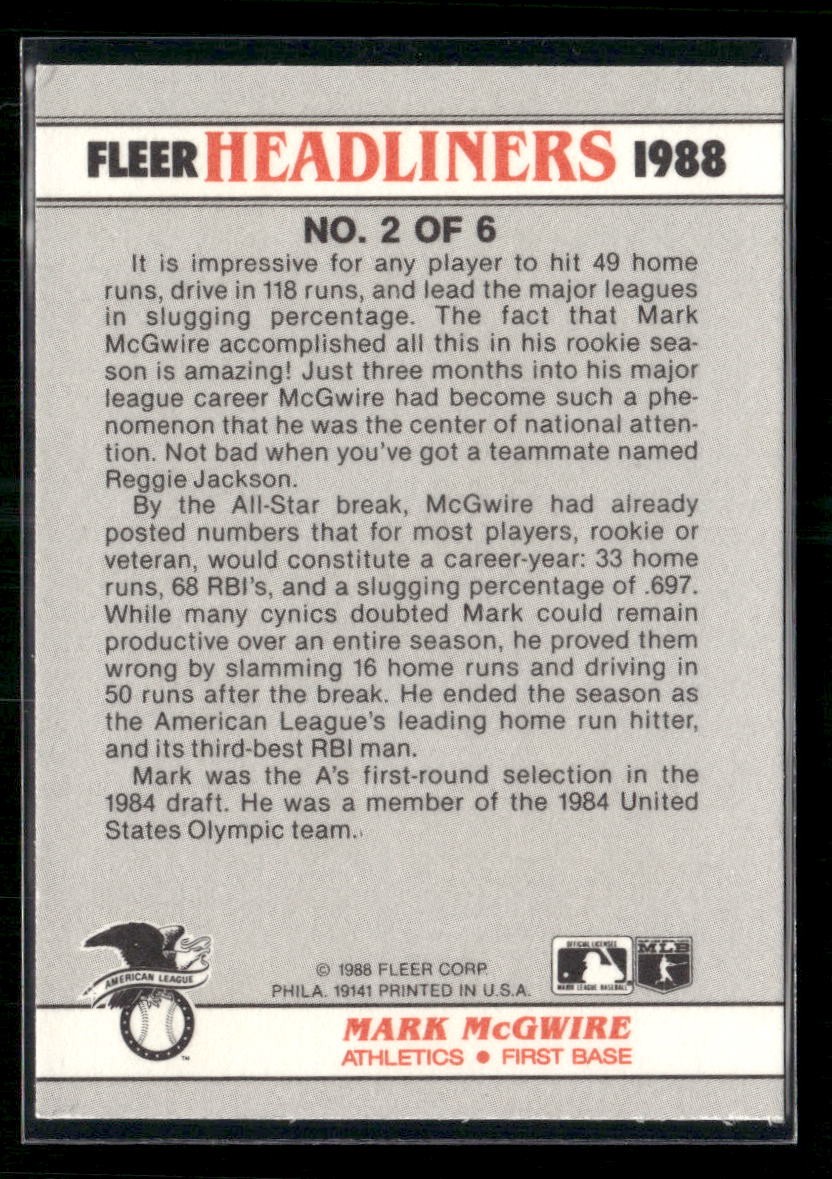 FLEER HEADLINERS 1988
NO. 2 OF 6
It is impressive for any player to hit 49 home
runs, drive in 118 runs, and lead the major leagues
in slugging percentage. The fact that Mark
McGwire accomplished all this in his rookie sea-
son is amazing! Just three months into his major
league career McGwire had become such a phe-
nomenon that he was the center of national atten-
tion. Not bad when you've got a teammate named
Reggie Jackson.
By the All-Star break, McGwire had already
posted numbers that for most players, rookie or
veteran, would constitute a career-year: 33 home
runs, 68 RBI's, and a slugging percentage of .697.
While many cynics doubted Mark could remain
productive over an entire season, he proved them
wrong by slamming 16 home runs and driving in
50 runs after the break. He ended the season as
the American League's leading home run hitter,
and its third-best RBI man.
Mark was the A's first-round selection in the
1984 draft. He was a member of the 1984 United
States Olympic team.
AMERICAN LEAGUE
TM
© 1988 FLEER CORP.
PHILA. 19141 PRINTED IN U.S.A.
OFFICIAL LICENSEE
MAJOR LEAGUE BASEBALL
MLB
MARK McGWIRE
ATHLETICS • FIRST BASE